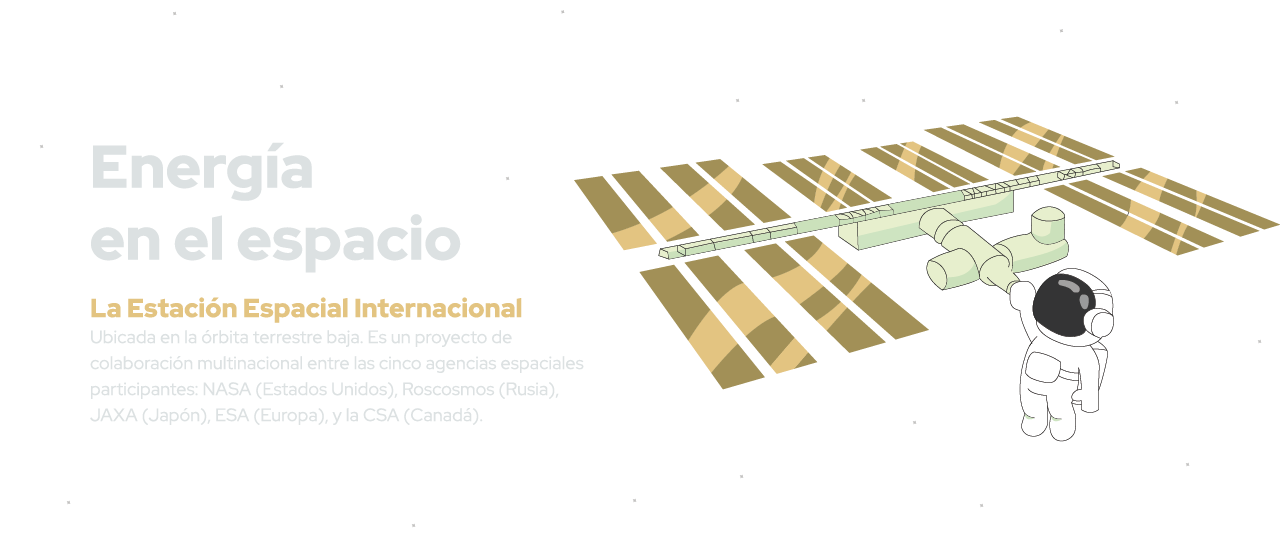 Energía
en el espacio
La Estación Espacial Internacional
Ubicada en la órbita terrestre baja. Es un proyecto de
colaboración multinacional entre las cinco agencias espaciales
participantes: NASA (Estados Unidos), Roscosmos (Rusia),
JAXA (Japón), ESA (Europa), y la CSA (Canadá).